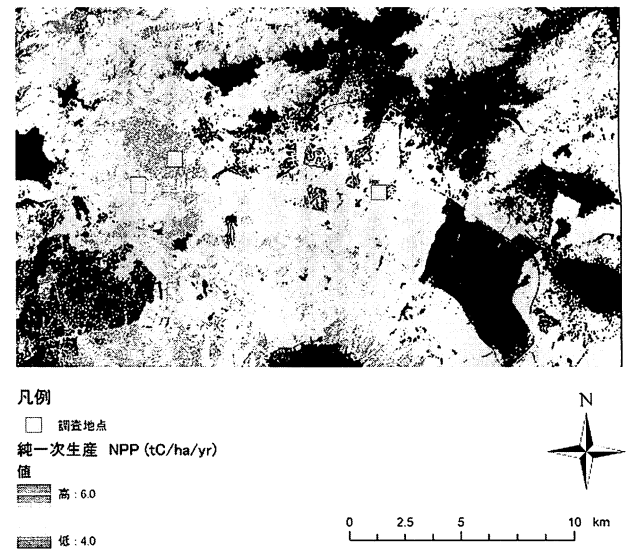 凡例
調査地点
純一次生産 NPP (tC/ha/yr)
値
高 : 6.0
低 : 4.0
N
0 2.5 5 10 km